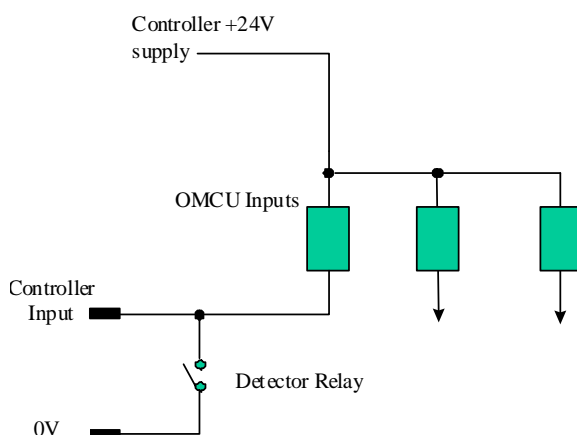 Controller +24V
supply
OMCU Inputs
Controller
Input
Detector Relay
0V